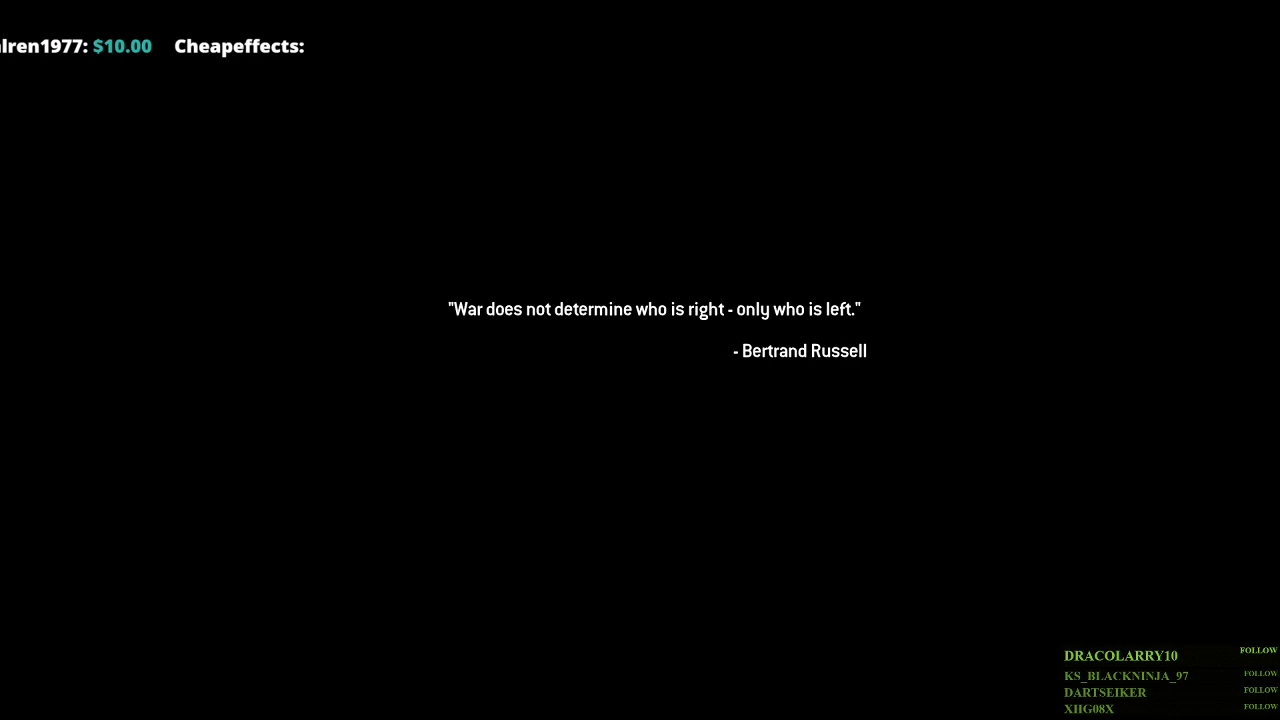 $10.00 Cheapeffects:
"War does not determine who is right - only who is left."
- Bertrand Russell
DRACOLARRY10 FOLLOW
KS_BLACKNINJA_97 FOLLOW
DARTSEIKER FOLLOW
XHG08X FOLLOW